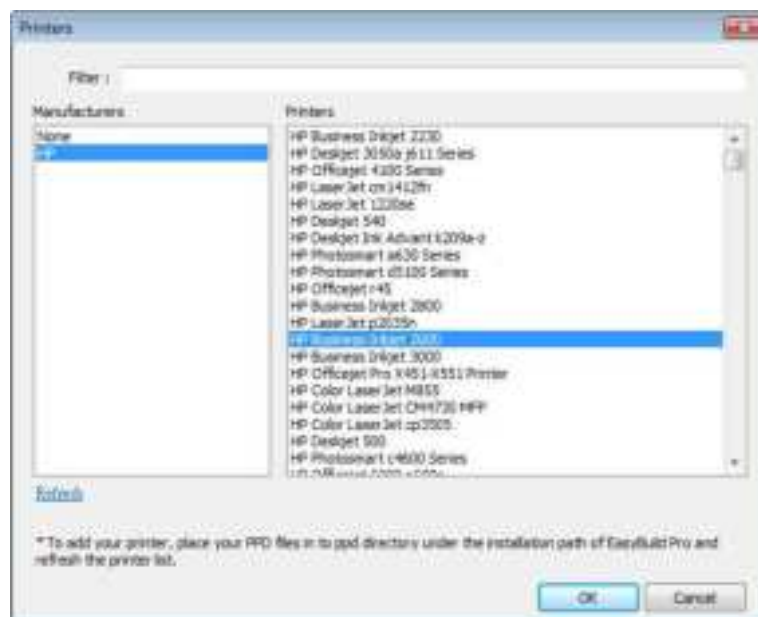 Printers
Filter :
Manufacturers
Printers
None
HP
HP Business Inkjet 2230
HP Deskjet 3050a j611 Series
HP Officejet 4100 Series
HP LaserJet cm1412fn
HP LaserJet 1220se
HP Deskjet 540
HP Deskjet Ink Advant k209a-z
HP Photosmart a630 Series
HP Photosmart d5100 Series
HP Officejet r45
HP Business Inkjet 2800
HP LaserJet p2035n
HP Business Inkjet
HP Business Inkjet 3000
HP Officejet Pro X451-X551 Printer
HP Color LaserJet M855
HP Color LaserJet CM4730 MFP
HP Color LaserJet cp3505
HP Deskjet 500
HP Photosmart c4600 Series
HP Officejet
Refresh
*To add your printer, place your PPD files in to ppd directory under the installation path of EasyBuild Pro and
refresh the printer list.
OK
Cancel